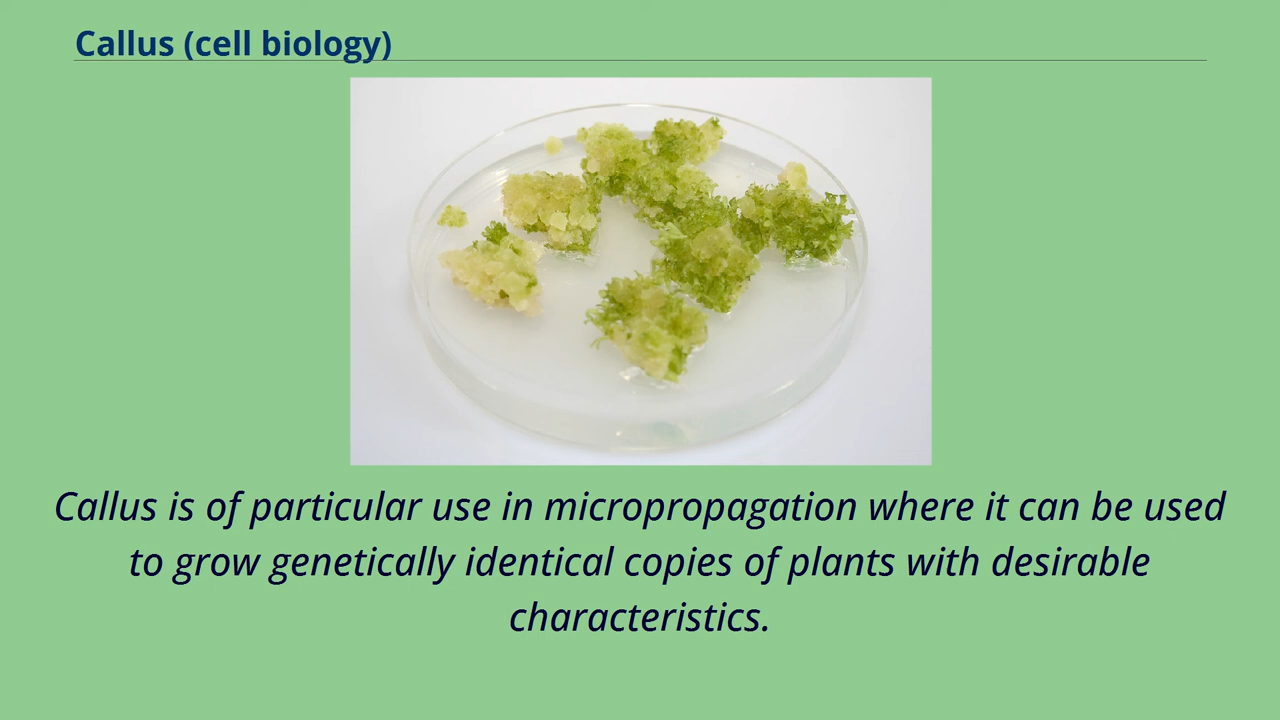 Callus (cell biology)
Callus is of particular use in micropropagation where it can be used
to grow genetically identical copies of plants with desirable
characteristics.